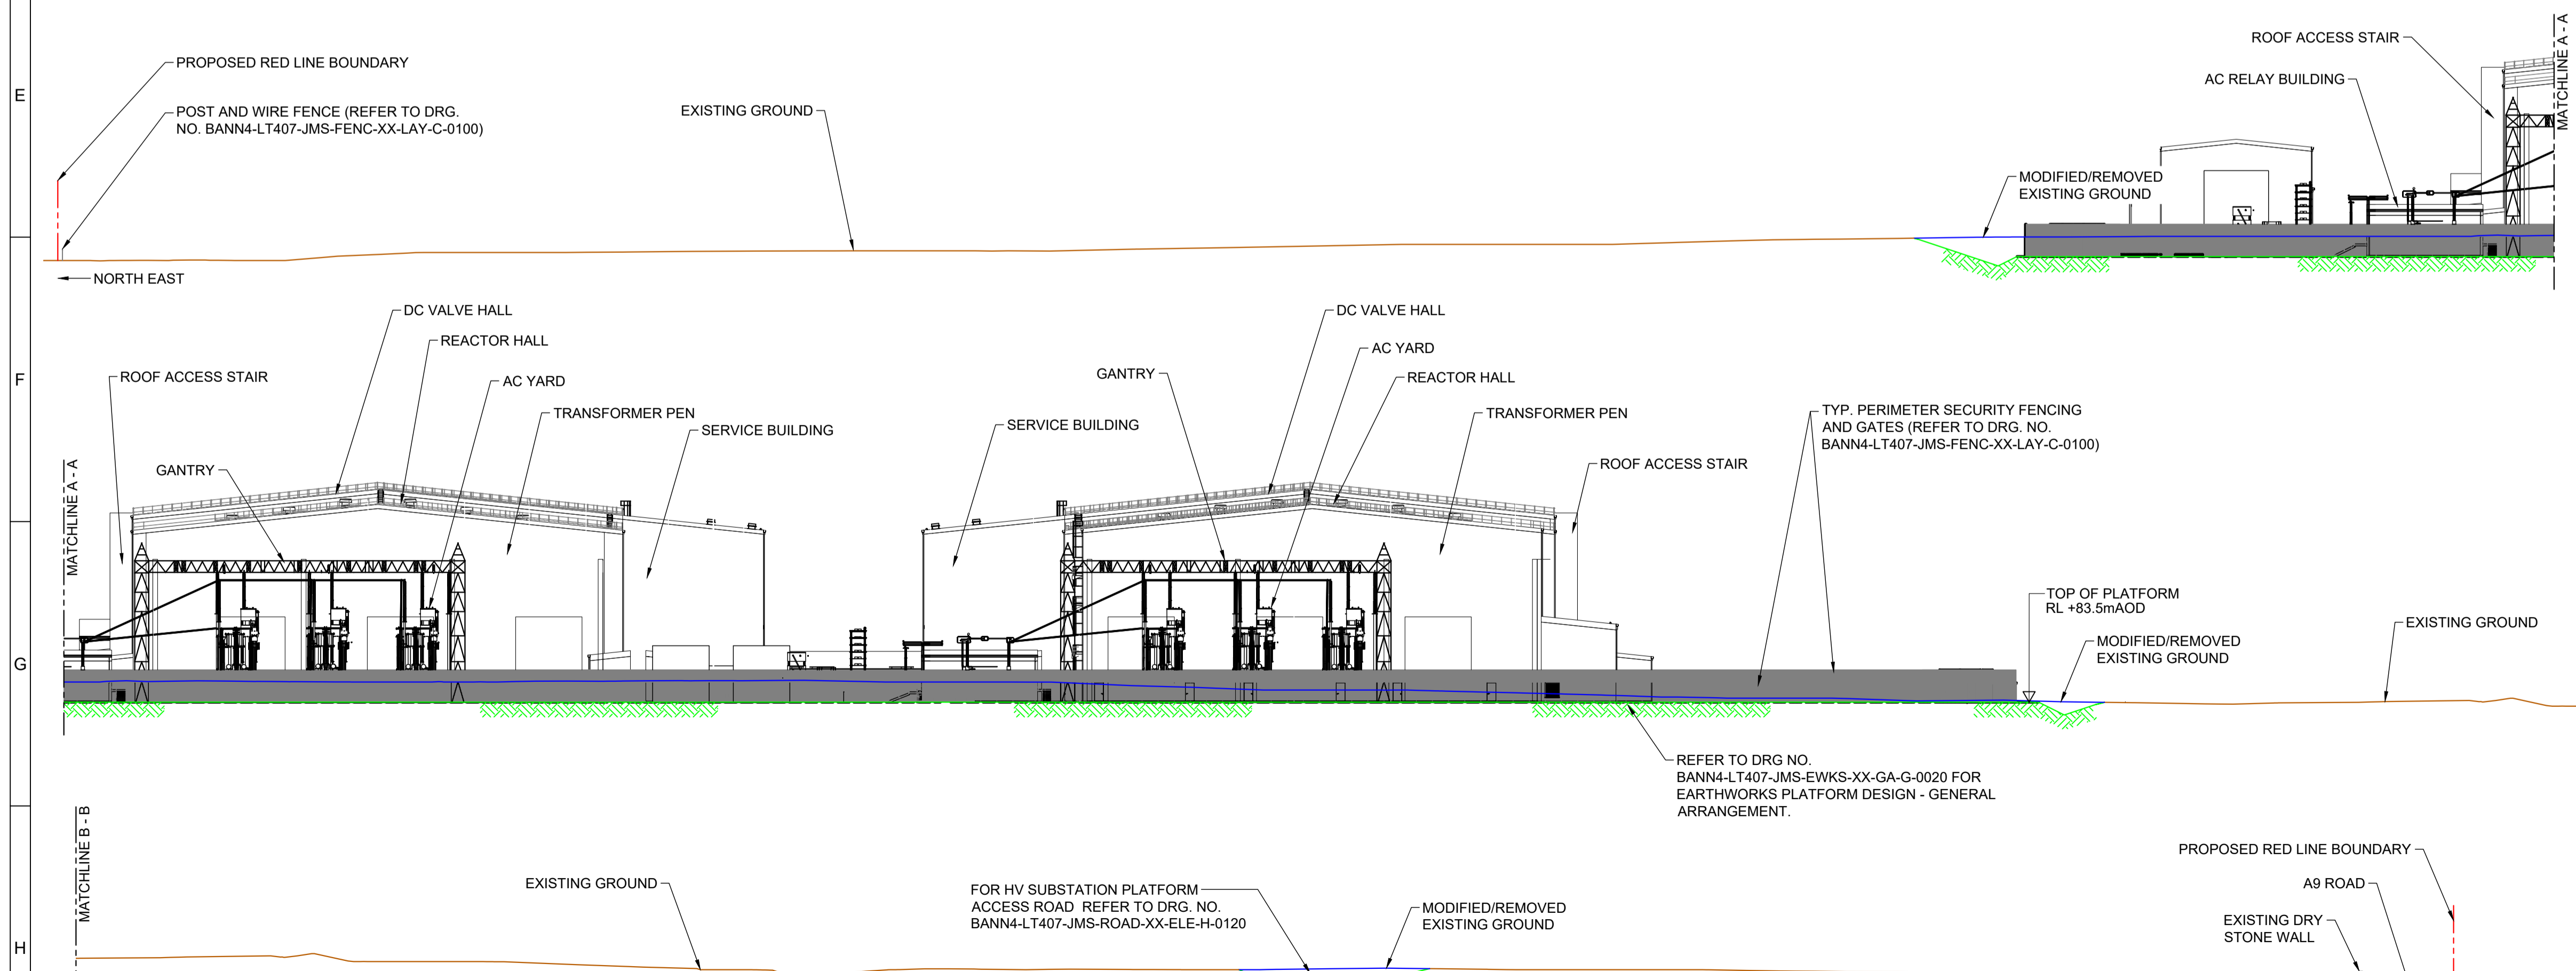 E
PROPOSED RED LINE BOUNDARY
POST AND WIRE FENCE (REFER TO DRG.
NO. BANN4-LT407-JMS-FENC-XX-LAY-C-0100)
EXISTING GROUND
ROOF ACCESS STAIR
AC RELAY BUILDING
MODIFIED/REMOVED
EXISTING GROUND
MATCHLINE A - A
NORTH EAST
F
DC VALVE HALL
REACTOR HALL
ROOF ACCESS STAIR
AC YARD
TRANSFORMER PEN
SERVICE BUILDING
GANTRY
MATCHLINE A - A
DC VALVE HALL
AC YARD
GANTRY
REACTOR HALL
SERVICE BUILDING
TRANSFORMER PEN
ROOF ACCESS STAIR
TYP. PERIMETER SECURITY FENCING
AND GATES (REFER TO DRG. NO.
BANN4-LT407-JMS-FENC-XX-LAY-C-0100)
G
TOP OF PLATFORM
RL +83.5mAOD
MODIFIED/REMOVED
EXISTING GROUND
EXISTING GROUND
REFER TO DRG NO.
BANN4-LT407-JMS-EWKS-XX-GA-G-0020 FOR
EARTHWORKS PLATFORM DESIGN - GENERAL
ARRANGEMENT.
H
MATCHLINE B - B
EXISTING GROUND
FOR HV SUBSTATION PLATFORM
ACCESS ROAD REFER TO DRG. NO.
BANN4-LT407-JMS-ROAD-XX-ELE-H-0120
MODIFIED/REMOVED
EXISTING GROUND
PROPOSED RED LINE BOUNDARY
A9 ROAD
EXISTING DRY
STONE WALL